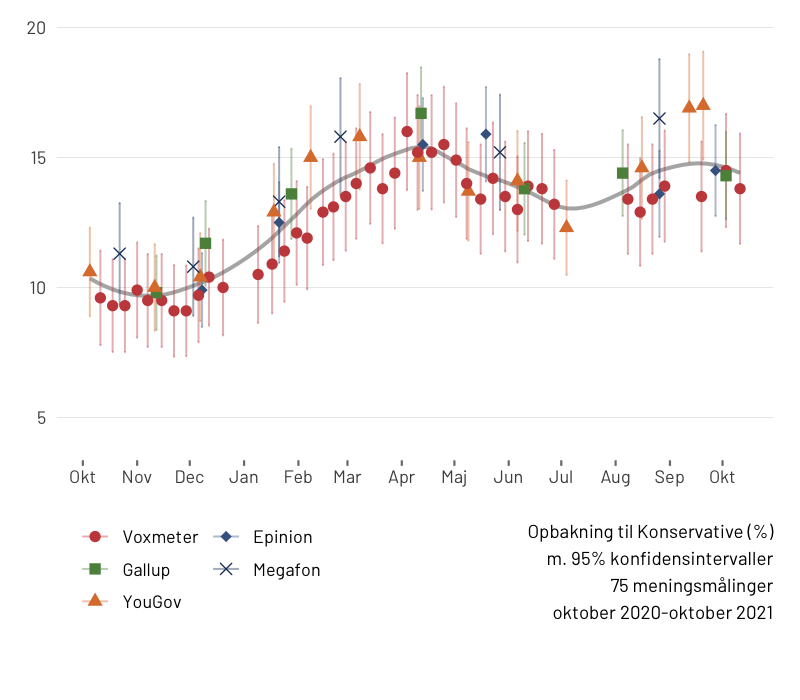 20
15
10
5
Okt Nov Dec Jan Feb Mar Apr Maj Jun Jul Aug Sep Okt
Voxmeter Epinion
Gallup Megafon
YouGov
Opbakning til Konservative (%)
m. 95% konfidensintervaller
75 meningsmålinger
oktober 2020-oktober 2021